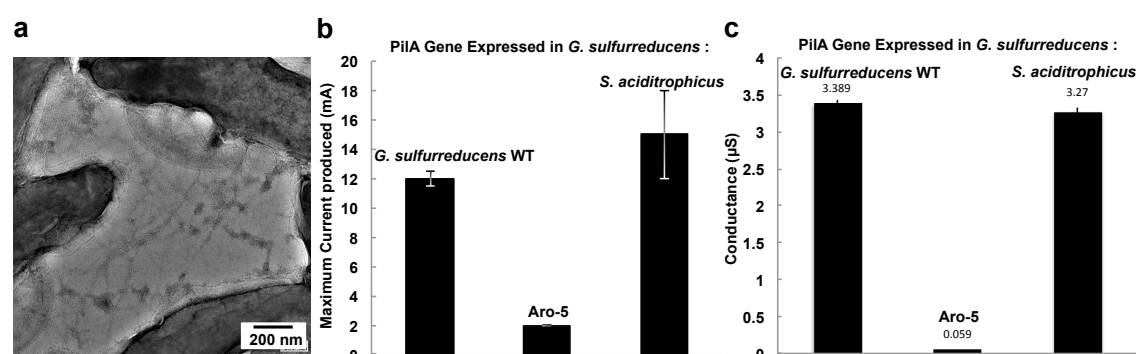 a
200 nm
b
PilA Gene Expressed in G. sulfurreducens :
Maximum Current produced (mA)
20
18
16
14
12
10
8
6
4
2
0
G. sulfurreducens WT
Aro-5
S. aciditrophicus
c
PilA Gene Expressed in G. sulfurreducens :
Conductance (µS)
4
3.5
3
2.5
2
1.5
1
0.5
0
G. sulfurreducens WT
3.389
Aro-5
0.059
S. aciditrophicus
3.27